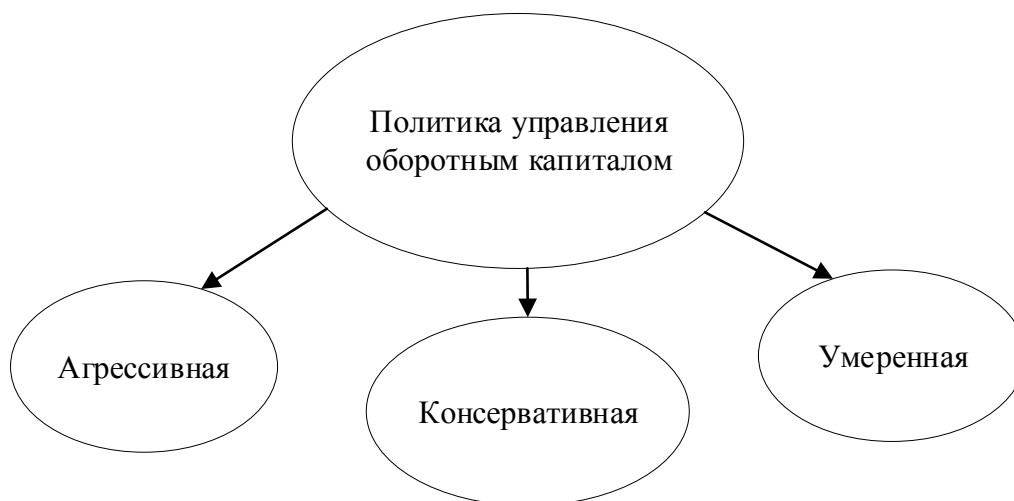 Политика управления
оборотным капиталом
Агрессивная
Консервативная
Умеренная